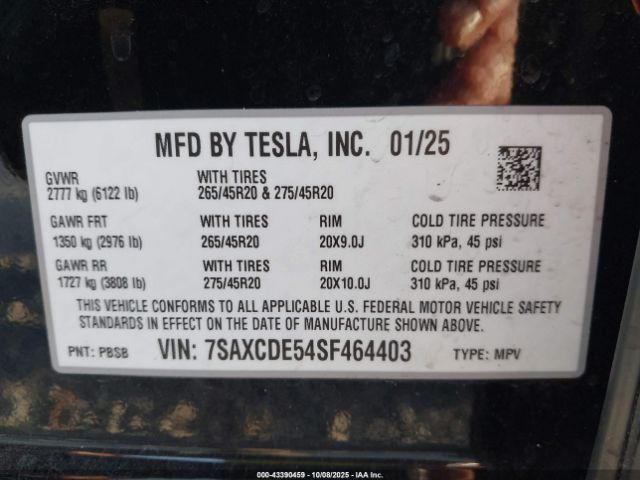 MFD BY TESLA, INC. 01/25
GVWR WITH TIRES
2777 kg (6122 lb) 265/45R20 & 275/45R20
GAWR FRT WITH TIRES RIM COLD TIRE PRESSURE
1350 kg (2976 lb) 265/45R20 20X9.0J 310 kPa, 45 psi
GAWR RR WITH TIRES RIM COLD TIRE PRESSURE
1727 kg (3808 lb) 275/45R20 20X10.0J 310 kPa, 45 psi
THIS VEHICLE CONFORMS TO ALL APPLICABLE U.S. FEDERAL MOTOR VEHICLE SAFETY
STANDARDS IN EFFECT ON THE DATE OF MANUFACTURE SHOWN ABOVE.
PNT: PBSB VIN: 7SAXCDE54SF464403 TYPE: MPV
000-43390459 - 10/08/2025 - IAA Inc.